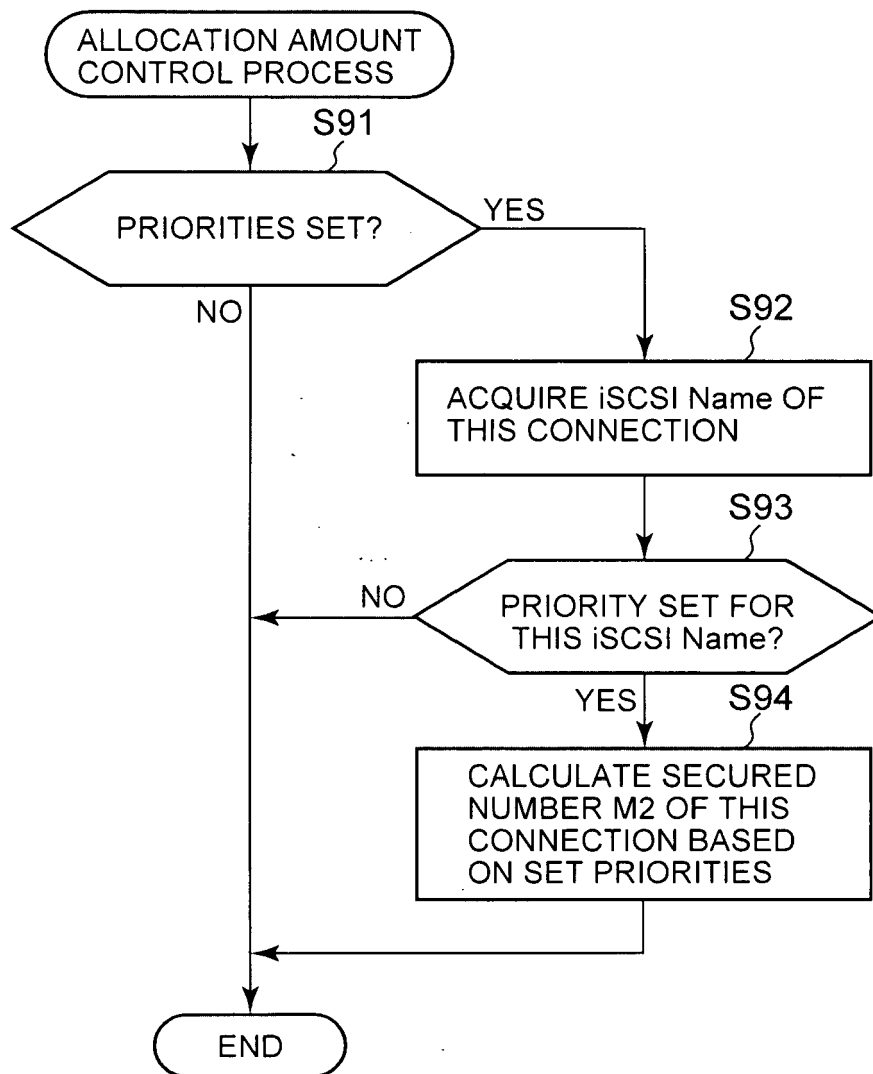 ALLOCATION AMOUNT
CONTROL PROCESS
S91
PRIORITIES SET?
YES
NO
S92
ACQUIRE iSCSI Name OF
THIS CONNECTION
S93
NO
PRIORITY SET FOR
THIS iSCSI Name?
YES
S94
CALCULATE SECURED
NUMBER M2 OF THIS
CONNECTION BASED
ON SET PRIORITIES
END